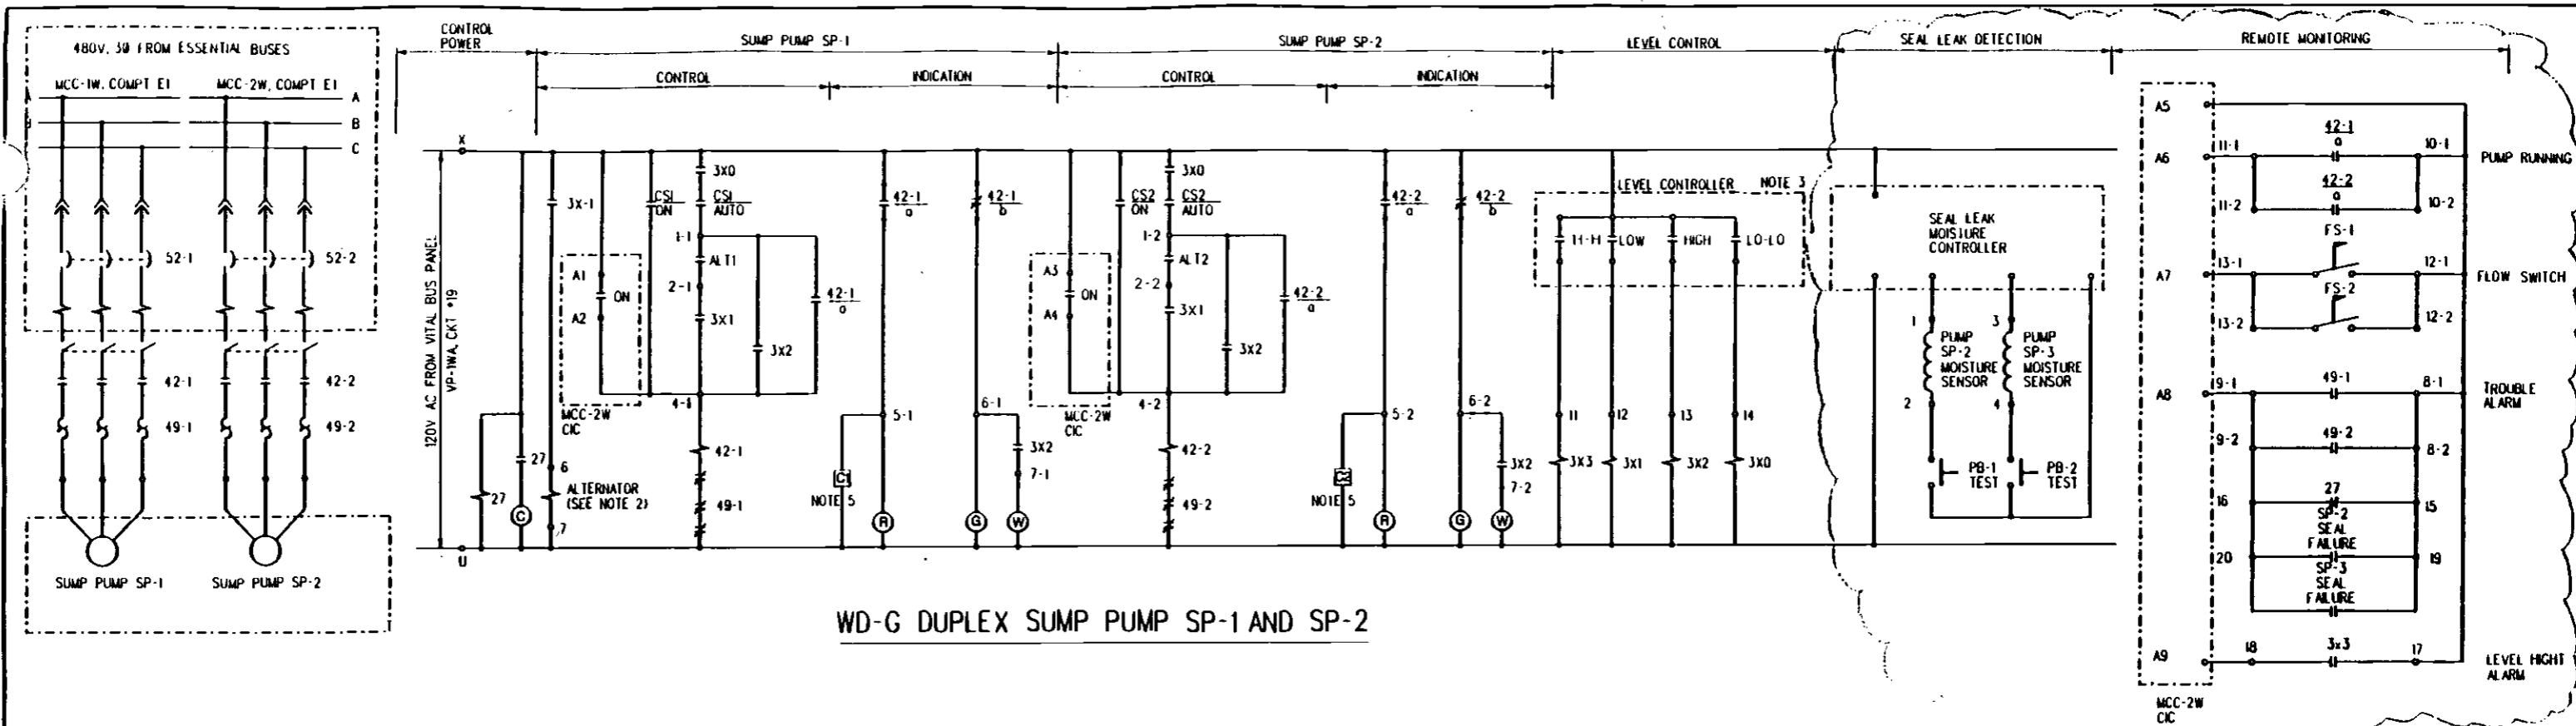 480V, 3Ø FROM ESSENTIAL BUSES
MCC-1W, COMPT E1
MCC-2W, COMPT E1
A
B
C
52-1
52-2
42-1
42-2
49-1
49-2
SUMP PUMP SP-1
SUMP PUMP SP-2
CONTROL
POWER
SUMP PUMP SP-1
SUMP PUMP SP-2
LEVEL CONTROL
SEAL LEAK DETECTION
REMOTE MONITORING
CONTROL
INDICATION
CONTROL
INDICATION
120V AC FROM VITAL BUS PANEL
VP-1WA, CKT #19
X
U
27
27
C
3X-1
6
ALTERNATOR
(SEE NOTE 2)
7
A1
ON
A2
MCC-2W
CIC
CS1
ON
3X0
CS1
AUTO
1-1
ALT1
2-1
3X1
3X2
42-1
a
4-1
42-1
49-1
42-1
a
5-1
C1
NOTE 5
R
42-1
b
6-1
3X2
7-1
G
W
A3
ON
A4
MCC-2W
CIC
CS2
ON
3X0
CS2
AUTO
1-2
ALT2
2-2
3X1
3X2
42-2
a
4-2
42-2
49-2
42-2
a
5-2
NOTE 5
R
42-2
b
6-2
3X2
7-2
G
W
LEVEL CONTROLLER NOTE 3
H-H
LOW
HIGH
LO-LO
11
12
13
14
3X3
3X1
3X2
3X0
SEAL LEAK
MOISTURE
CONTROLLER
1
PUMP
SP-2
MOISTURE
SENSOR
2
3
PUMP
SP-3
MOISTURE
SENSOR
4
PB-1
TEST
PB-2
TEST
A5
A6
11-1
42-1
a
10-1
PUMP RUNNING
11-2
42-2
a
10-2
A7
13-1
FS-1
12-1
FLOW SWITCH
13-2
FS-2
12-2
A8
9-1
49-1
8-1
TROUBLE
ALARM
9-2
49-2
8-2
16
27
15
SP-2
SEAL
FAILURE
20
19
SP-3
SEAL
FAILURE
A9
18
3x3
17
LEVEL HIGHT
ALARM
MCC-2W
CIC
WD-G DUPLEX SUMP PUMP SP-1 AND SP-2